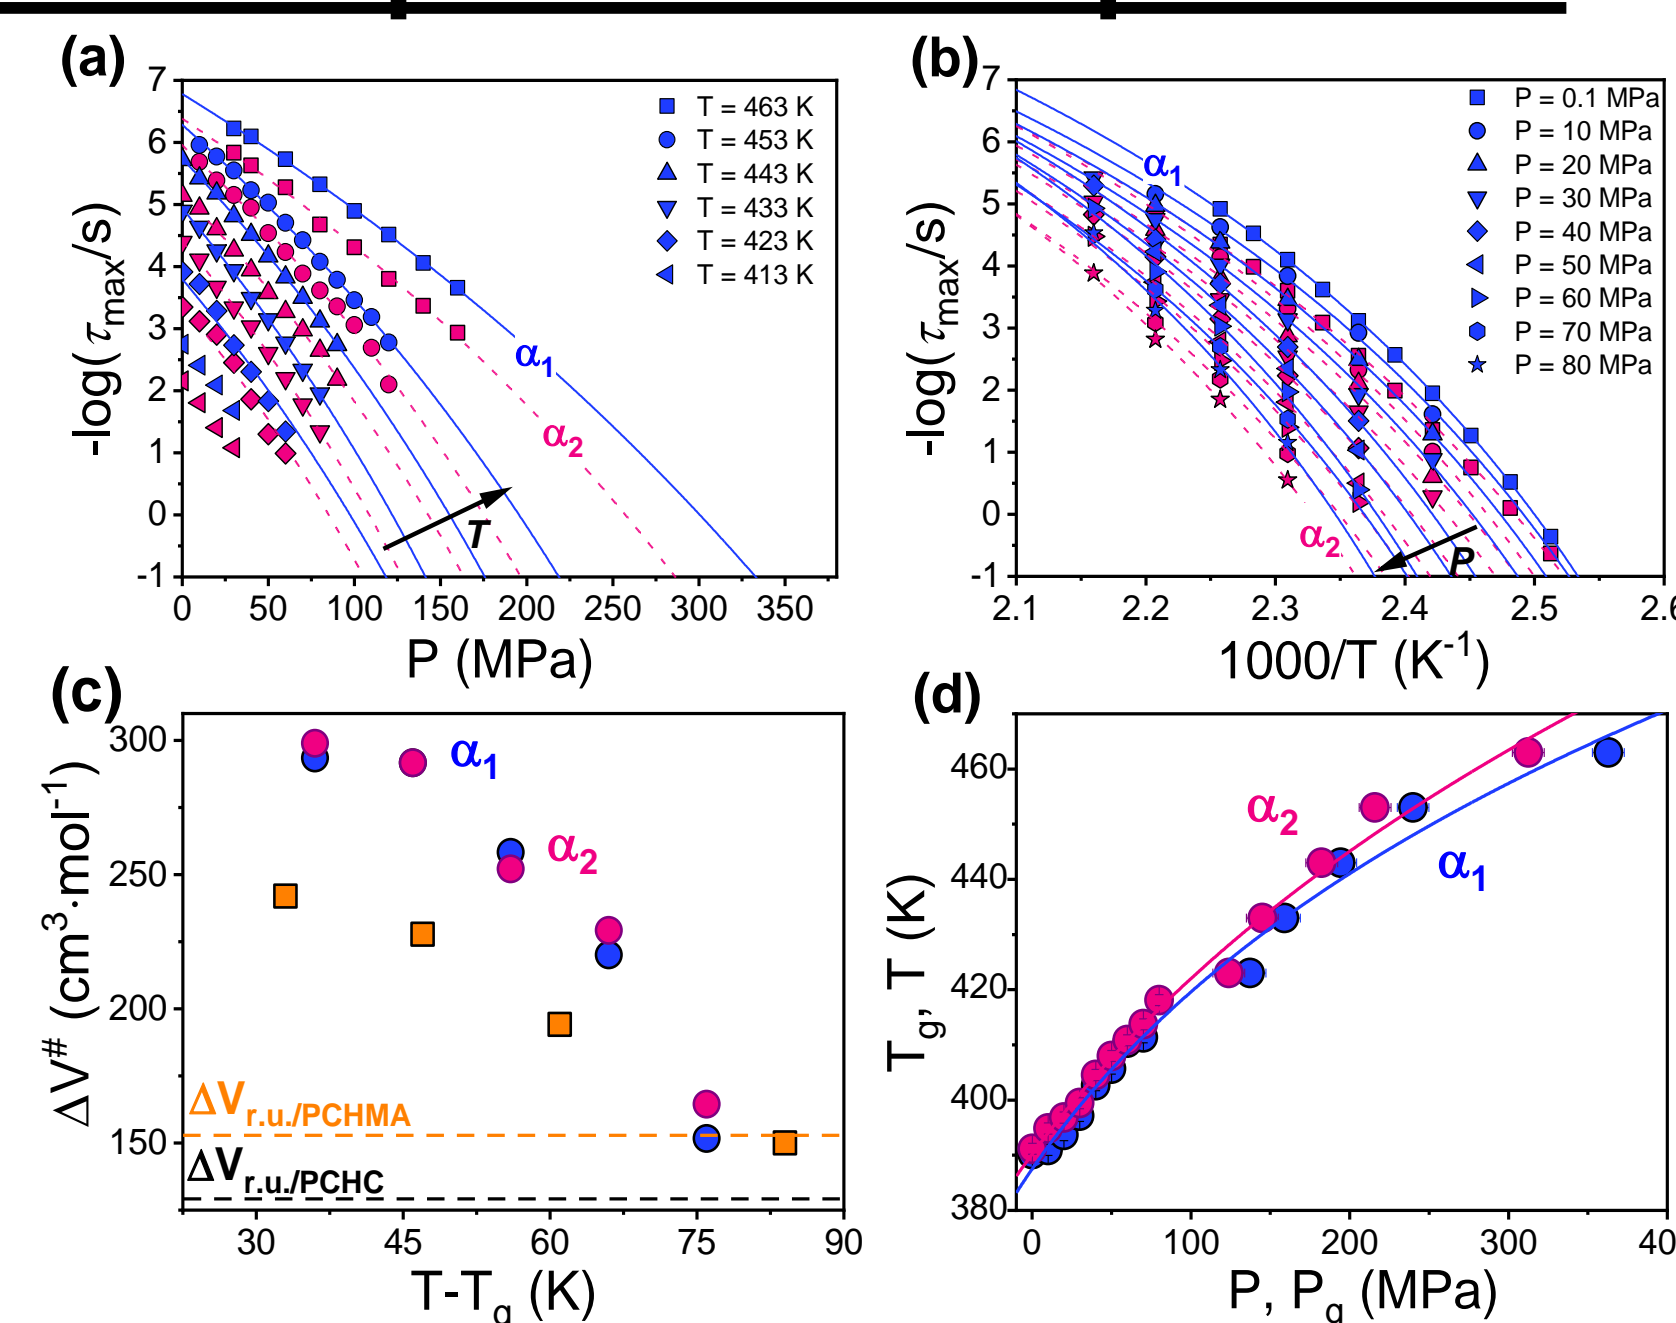 (a)
7
6
5
4
3
2
1
0
-1
-log(τmax/s)
T = 463 K
T = 453 K
T = 443 K
T = 433 K
T = 423 K
T = 413 K
α1
α2
T
0 50 100 150 200 250 300 350
P (MPa)
(b)
7
6
5
4
3
2
1
0
-1
-log(τmax/s)
P = 0.1 MPa
P = 10 MPa
P = 20 MPa
P = 30 MPa
P = 40 MPa
P = 50 MPa
P = 60 MPa
P = 70 MPa
P = 80 MPa
α1
α2
P
2.1 2.2 2.3 2.4 2.5 2.6
1000/T (K-1)
(c)
300
250
200
150
ΔV# (cm3·mol-1)
α1
α2
ΔVr.u./PCHMA
ΔVr.u./PCHC
30 45 60 75 90
T-Tg (K)
(d)
460
440
420
400
380
Tg, T (K)
α2
α1
0 100 200 300 40
P, Pg (MPa)